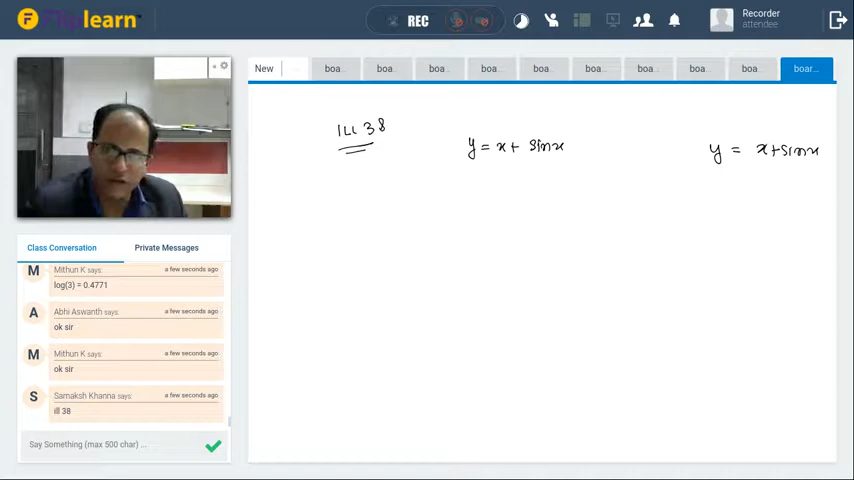 Fliplearn
REC
Recorder
attendee
New
boa...
boa...
boa...
boa...
boa...
boa...
boa...
boa...
boa...
boar...
ILL 38
y = x + sinx
y = x+sinx
Class Conversation
Private Messages
M
Mithun K says:
a few seconds ago
log(3) = 0.4771
A
Abhi Aswanth says:
a few seconds ago
ok sir
M
Mithun K says:
a few seconds ago
ok sir
S
Samaksh Khanna says:
a few seconds ago
ill 38
Say Something (max 500 char) ...